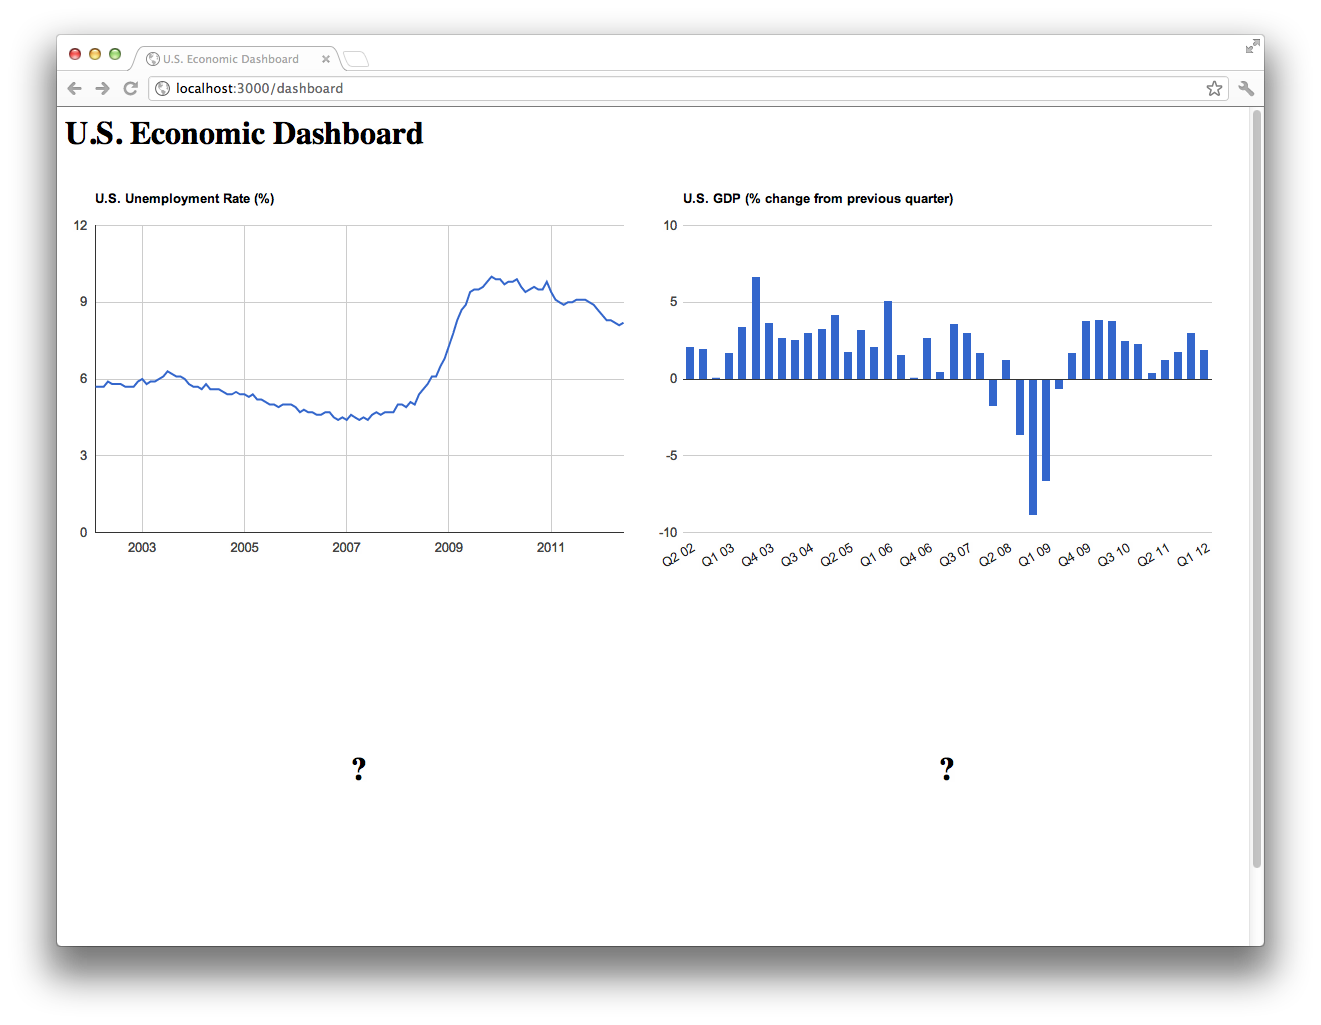 U.S. Economic Dashboard
localhost:3000/dashboard
U.S. Economic Dashboard
U.S. Unemployment Rate (%)
12
9
6
3
0
2003 2005 2007 2009 2011
U.S. GDP (% change from previous quarter)
10
5
0
-5
-10
Q2 02 Q1 03 Q4 03 Q3 04 Q2 05 Q1 06 Q4 06 Q3 07 Q2 08 Q1 09 Q4 09 Q3 10 Q2 11 Q1 12
?
?